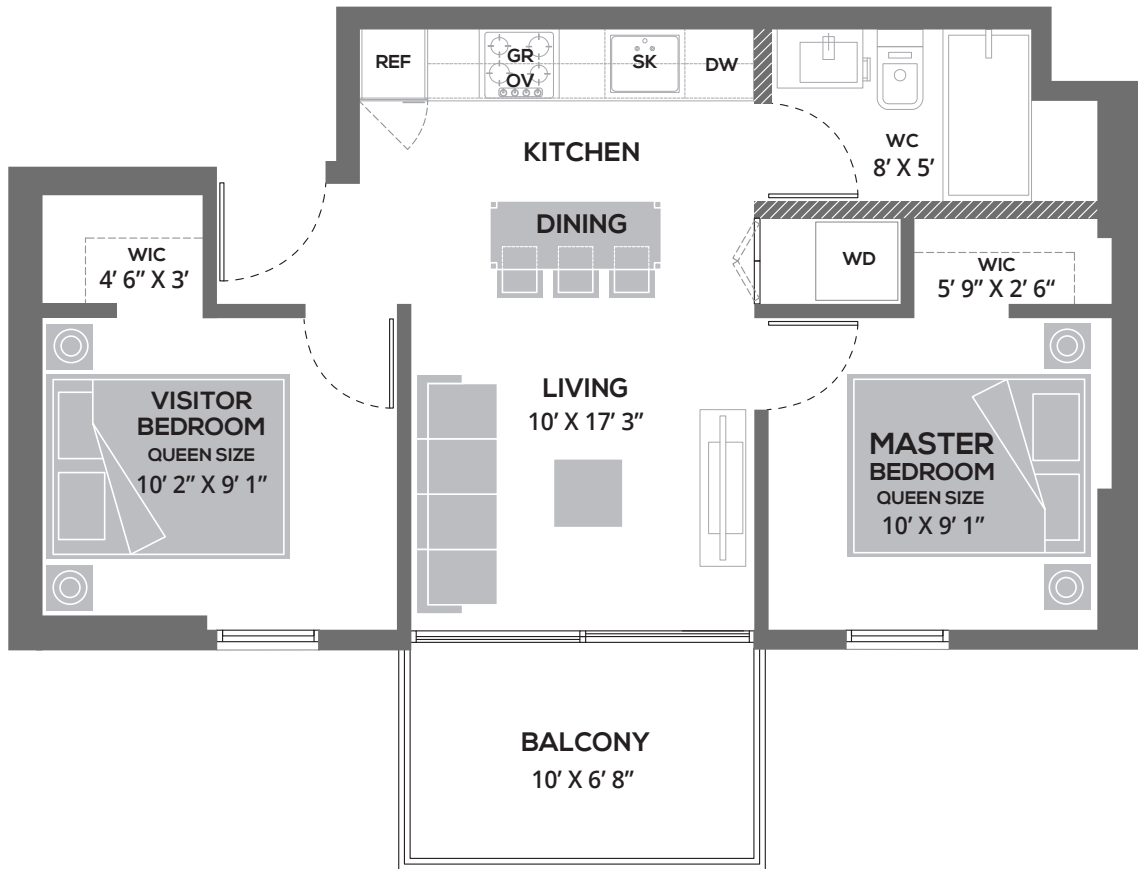 REF
GR
OV
SK
DW
KITCHEN
WC
8’ X 5’
DINING
WIC
4’ 6” X 3’
WD
WIC
5’ 9” X 2’ 6“
LIVING
10’ X 17’ 3”
VISITOR
BEDROOM
QUEEN SIZE
10’ 2” X 9’ 1”
MASTER
BEDROOM
QUEEN SIZE
10’ X 9’ 1”
BALCONY
10’ X 6’ 8”